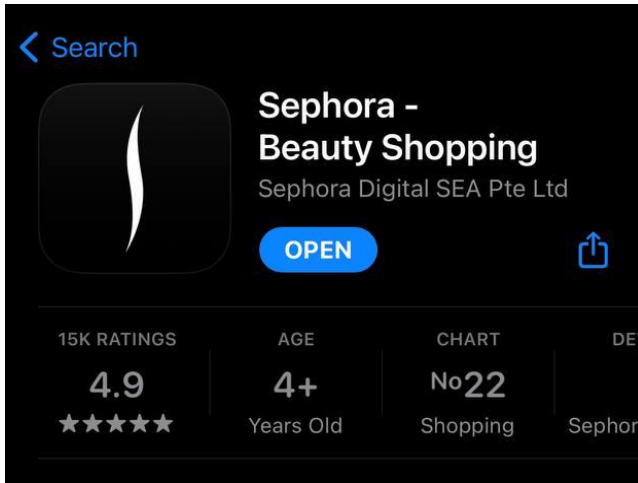 Search
Sephora -
Beauty Shopping
Sephora Digital SEA Pte Ltd
OPEN
15K RATINGS
4.9
★★★★★
AGE
4+
Years Old
CHART
No22
Shopping